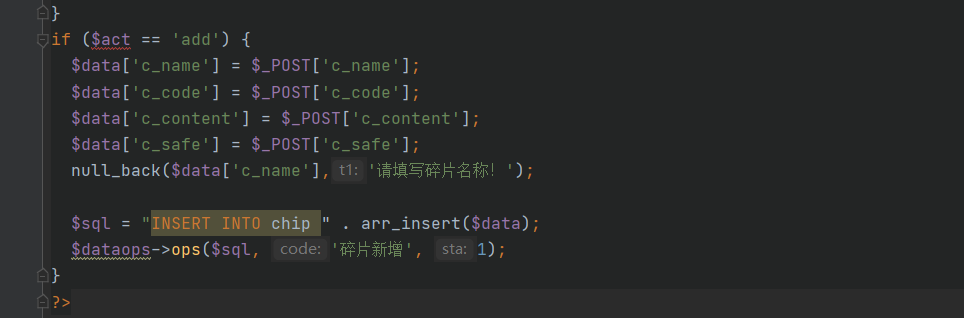 }
if ($act == 'add') {
  $data['c_name'] = $_POST['c_name'];
  $data['c_code'] = $_POST['c_code'];
  $data['c_content'] = $_POST['c_content'];
  $data['c_safe'] = $_POST['c_safe'];
  null_back($data['c_name'], t1: '请填写碎片名称！');
  $sql = "INSERT INTO chip " . arr_insert($data);
  $dataops->ops($sql, code: '碎片新增', sta: 1);
}
?>